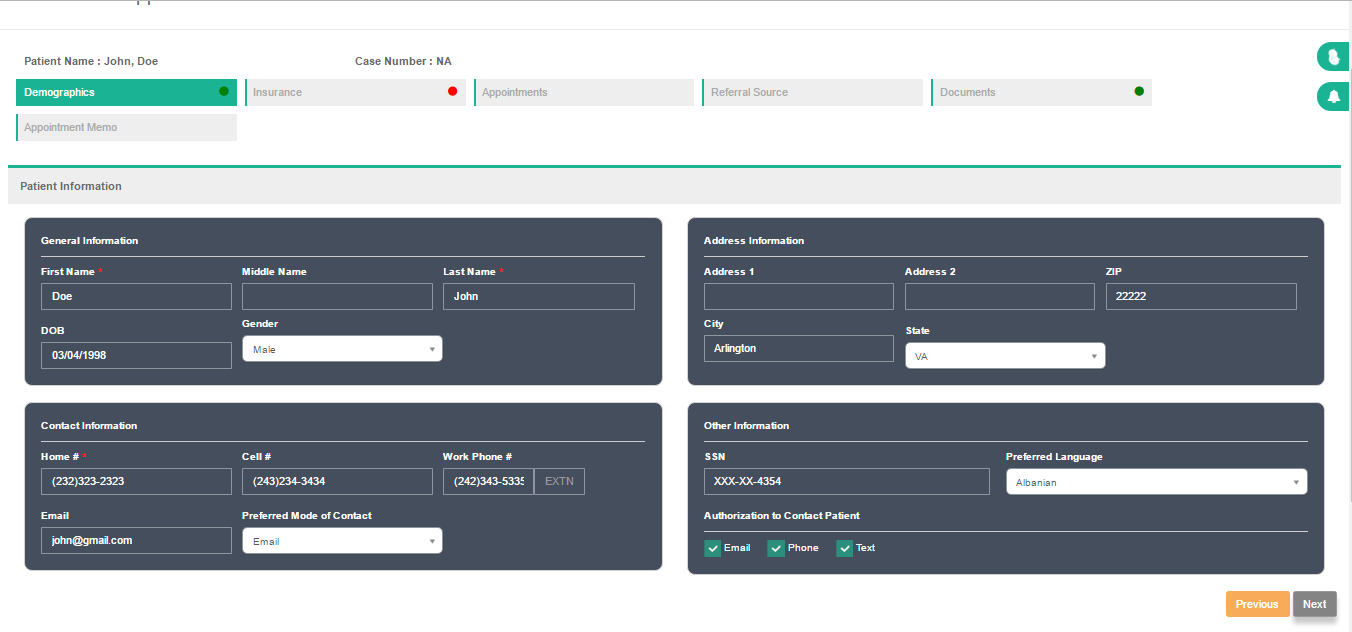 Patient Name : John, Doe Case Number : NA
Demographics Insurance Appointments Referral Source Documents
Appointment Memo
Patient Information
General Information
First Name * Middle Name Last Name *
Doe John
DOB Gender
03/04/1998 Male
Address Information
Address 1 Address 2 ZIP
22222
City State
Arlington VA
Contact Information
Home # * Cell # Work Phone #
(232)323-2323 (243)234-3434 (242)343-5335 EXTN
Email Preferred Mode of Contact
john@gmail.com Email
Other Information
SSN Preferred Language
XXX-XX-4354 Albanian
Authorization to Contact Patient
Email Phone Text
Previous Next